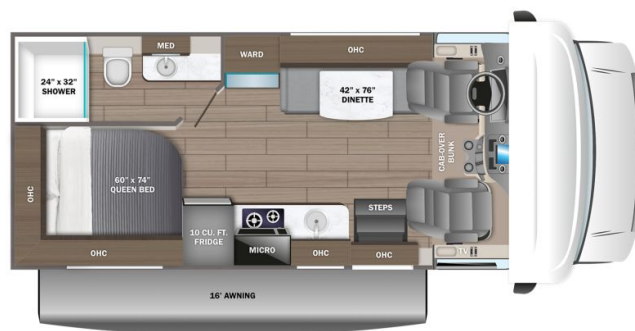 MED
WARD
OHC
24" x 32"
SHOWER
42" x 76"
DINETTE
CAB-OVER
BUNK
60" x 74"
QUEEN BED
OHC
10 CU. FT.
FRIDGE
STEPS
MICRO
OHC
OHC
OHC
TV
16' AWNING